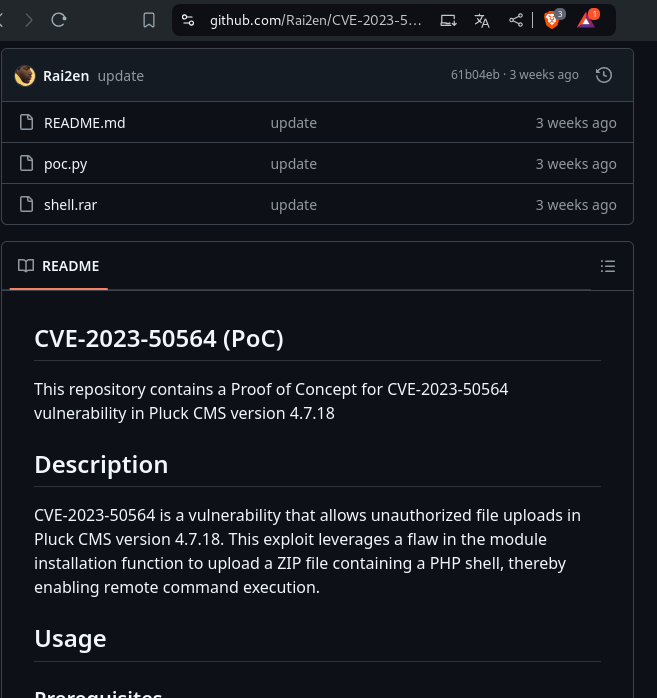 github.com/Rai2en/CVE-2023-5...
3
1
Rai2en update 61b04eb · 3 weeks ago
README.md update 3 weeks ago
poc.py update 3 weeks ago
shell.rar update 3 weeks ago
README
CVE-2023-50564 (PoC)
This repository contains a Proof of Concept for CVE-2023-50564
vulnerability in Pluck CMS version 4.7.18
Description
CVE-2023-50564 is a vulnerability that allows unauthorized file uploads in
Pluck CMS version 4.7.18. This exploit leverages a flaw in the module
installation function to upload a ZIP file containing a PHP shell, thereby
enabling remote command execution.
Usage
Prerequisites